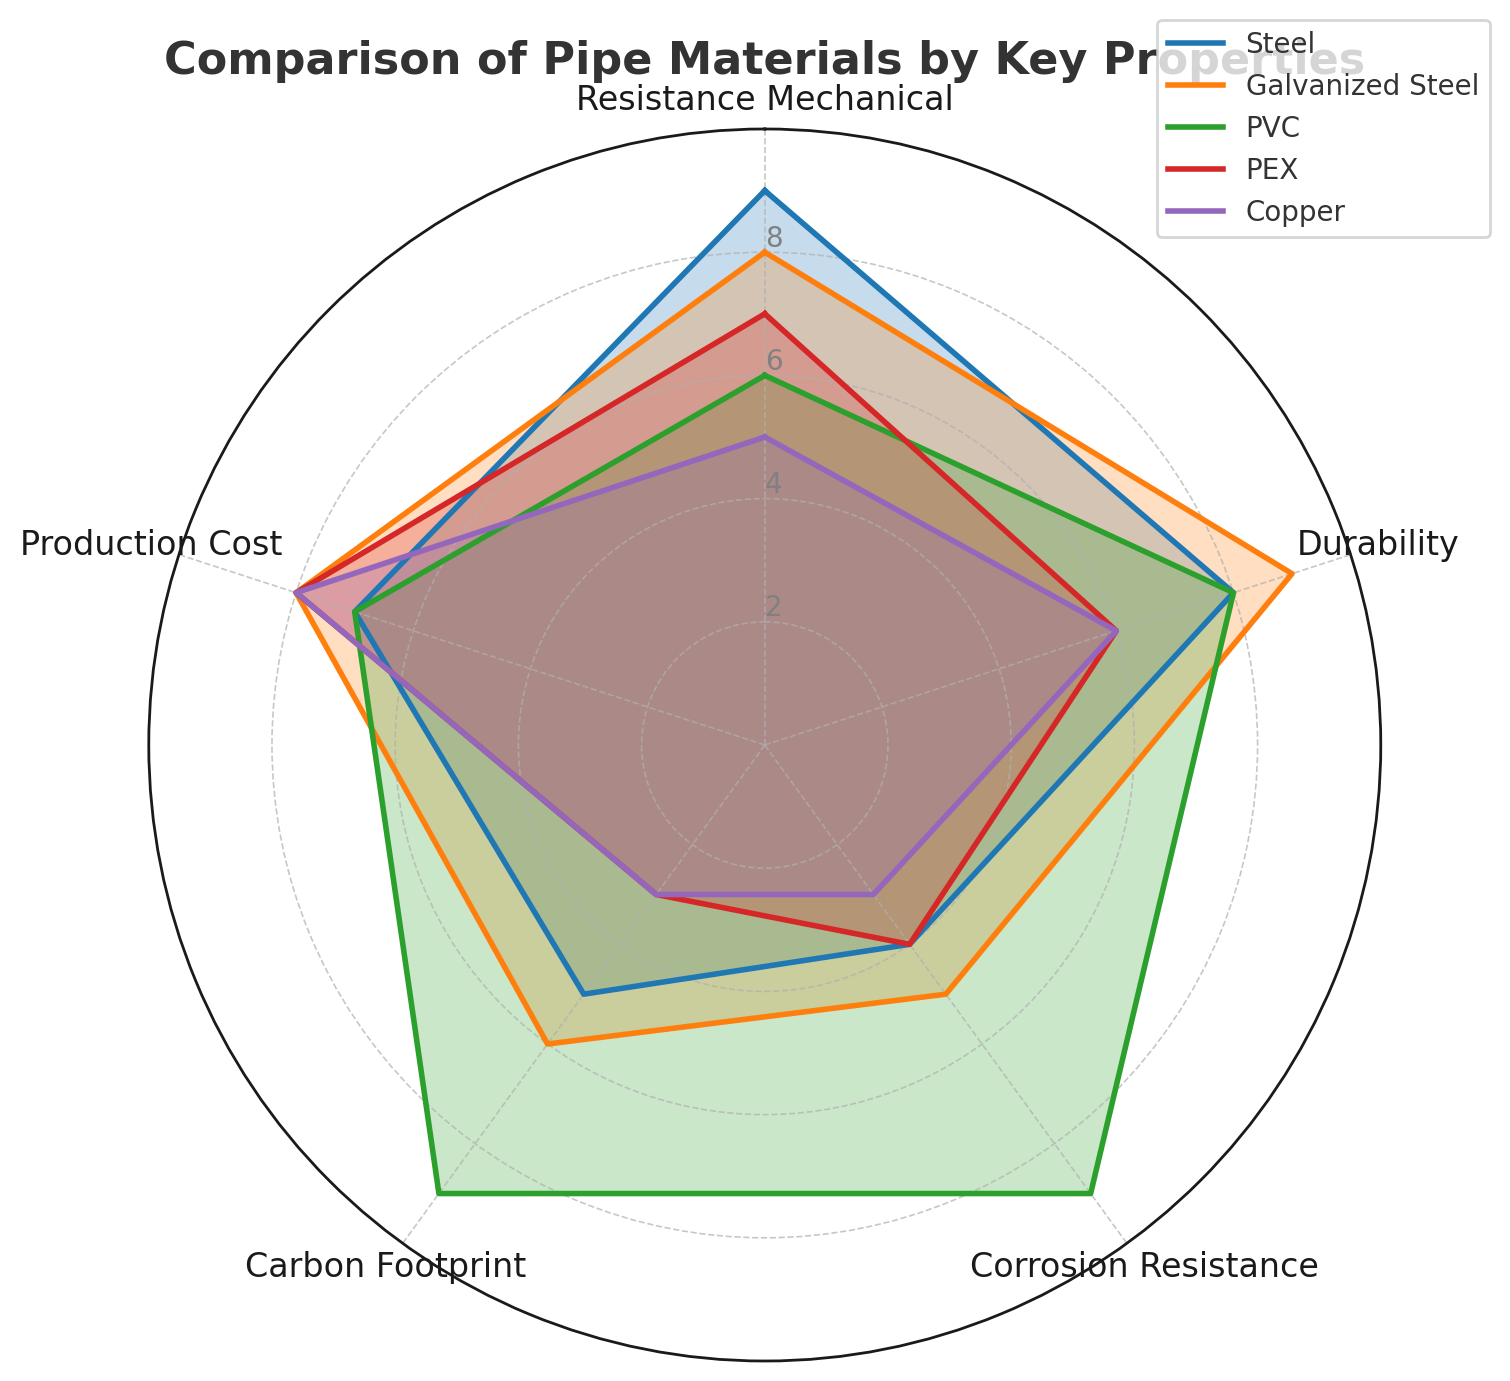 Comparison of Pipe Materials by Key Properties
Steel
Galvanized Steel
PVC
PEX
Copper
Resistance Mechanical
8
6
4
2
Production Cost
Durability
Carbon Footprint
Corrosion Resistance